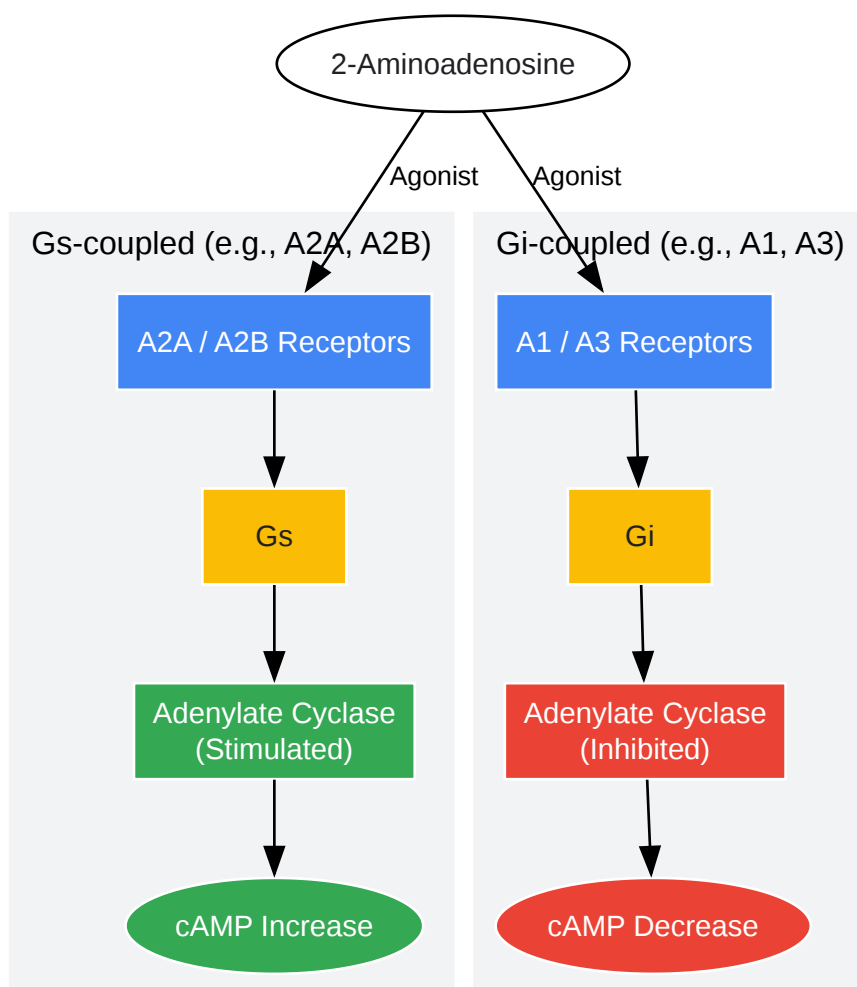 2-Aminoadenosine
Agonist
Agonist
Gs-coupled (e.g., A2A, A2B)
Gi-coupled (e.g., A1, A3)
A2A / A2B Receptors
A1 / A3 Receptors
Gs
Gi
Adenylate Cyclase
(Stimulated)
Adenylate Cyclase
(Inhibited)
cAMP Increase
cAMP Decrease